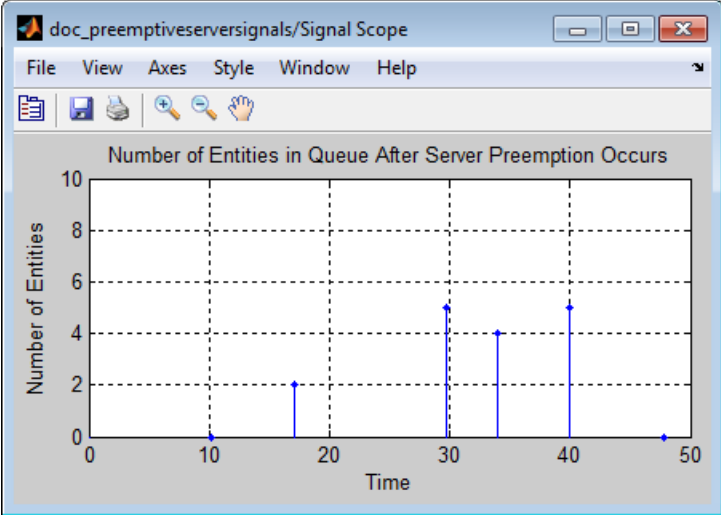 doc_preemptiveserversignals/Signal Scope
File View Axes Style Window Help
Number of Entities in Queue After Server Preemption Occurs
Number of Entities
10
8
6
4
2
0
0 10 20 30 40 50
Time